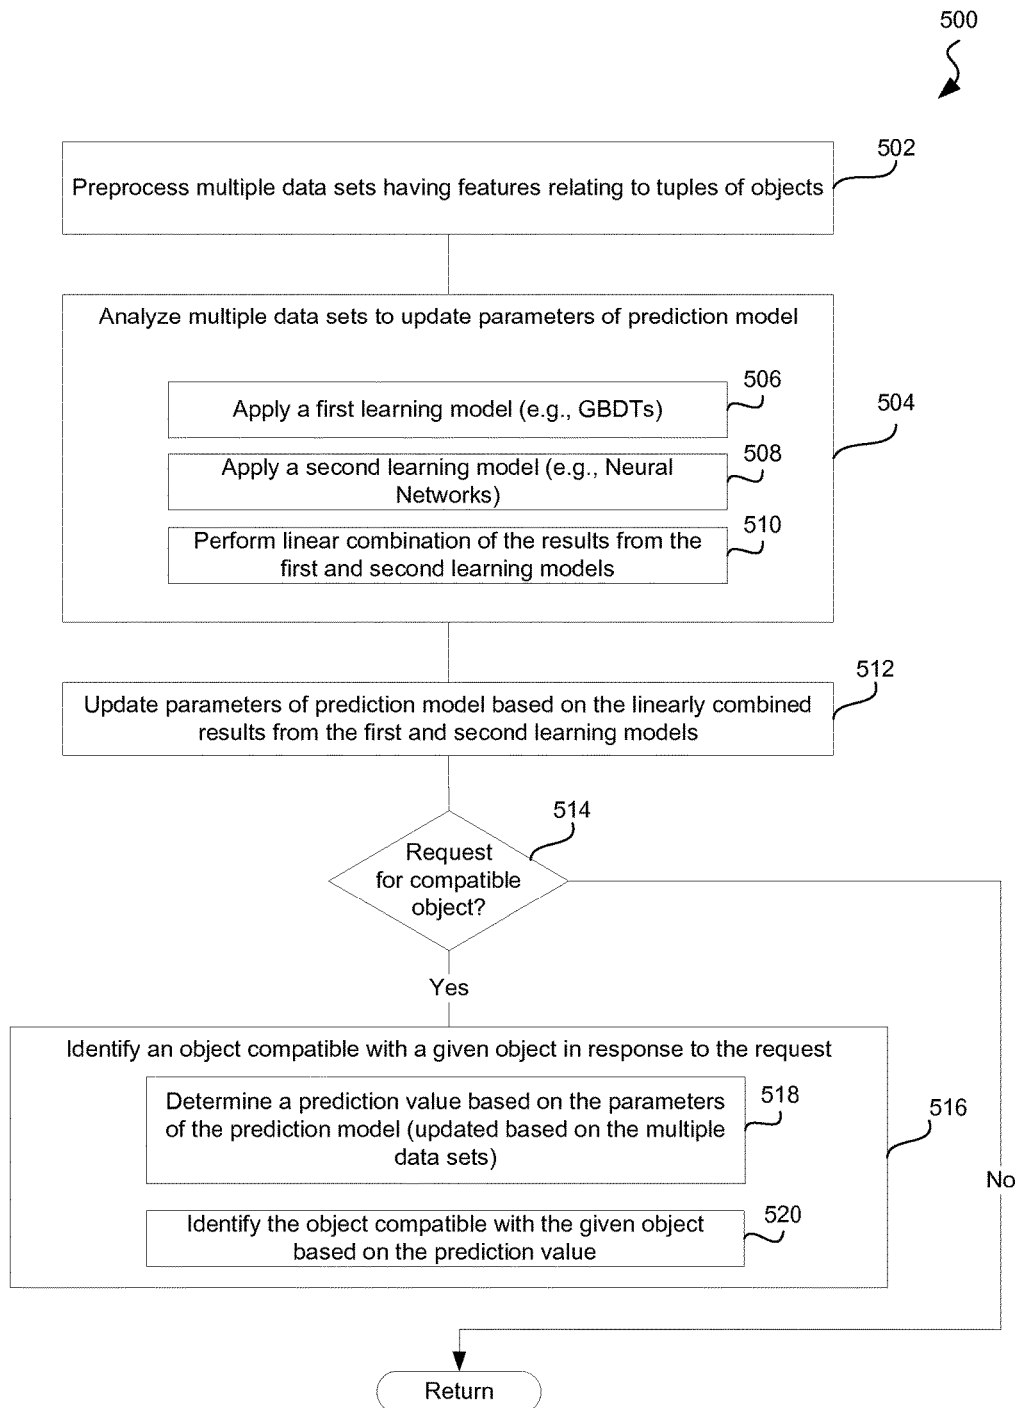 500
502
Preprocess multiple data sets having features relating to tuples of objects
Analyze multiple data sets to update parameters of prediction model
504
506
Apply a first learning model (e.g., GBDTs)
508
Apply a second learning model (e.g., Neural
Networks)
510
Perform linear combination of the results from the
first and second learning models
512
Update parameters of prediction model based on the linearly combined
results from the first and second learning models
514
Request
for compatible
object?
Yes
No
Identify an object compatible with a given object in response to the request
516
518
Determine a prediction value based on the parameters
of the prediction model (updated based on the multiple
data sets)
520
Identify the object compatible with the given object
based on the prediction value
Return